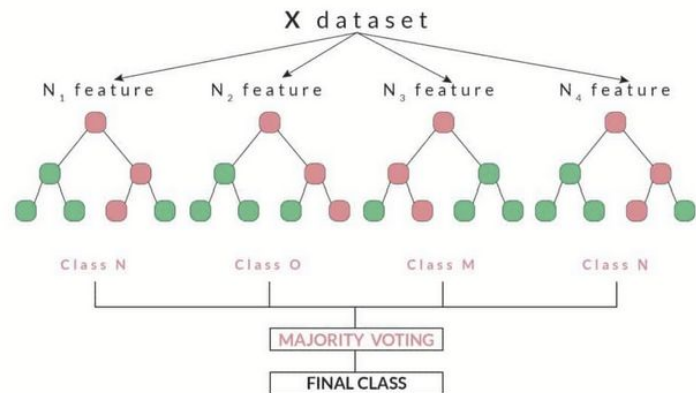 X dataset
N₁ feature N₂ feature N₃ feature N₄ feature
Class N Class O Class M Class N
MAJORITY VOTING
FINAL CLASS